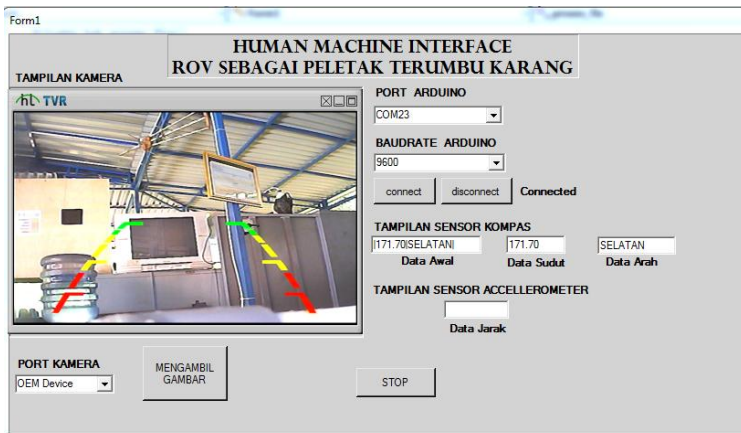 Form1
HUMAN MACHINE INTERFACE
ROV SEBAGAI PELETAK TERUMBU KARANG
TAMPILAN KAMERA
TVR
PORT ARDUINO
COM23
BAUDRATE ARDUINO
9600
connect disconnect Connected
TAMPILAN SENSOR KOMPAS
|171.70|SELATAN| 171.70 SELATAN
Data Awal Data Sudut Data Arah
TAMPILAN SENSOR ACCELLEROMETER
Data Jarak
PORT KAMERA
OEM Device
MENGAMBIL
GAMBAR
STOP